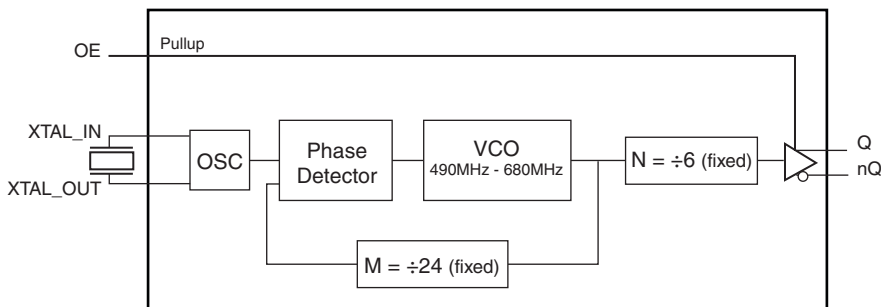 OE
Pullup
XTAL_IN
XTAL_OUT
OSC
Phase
Detector
VCO
490MHz - 680MHz
N = ÷6 (fixed)
Q
nQ
M = ÷24 (fixed)